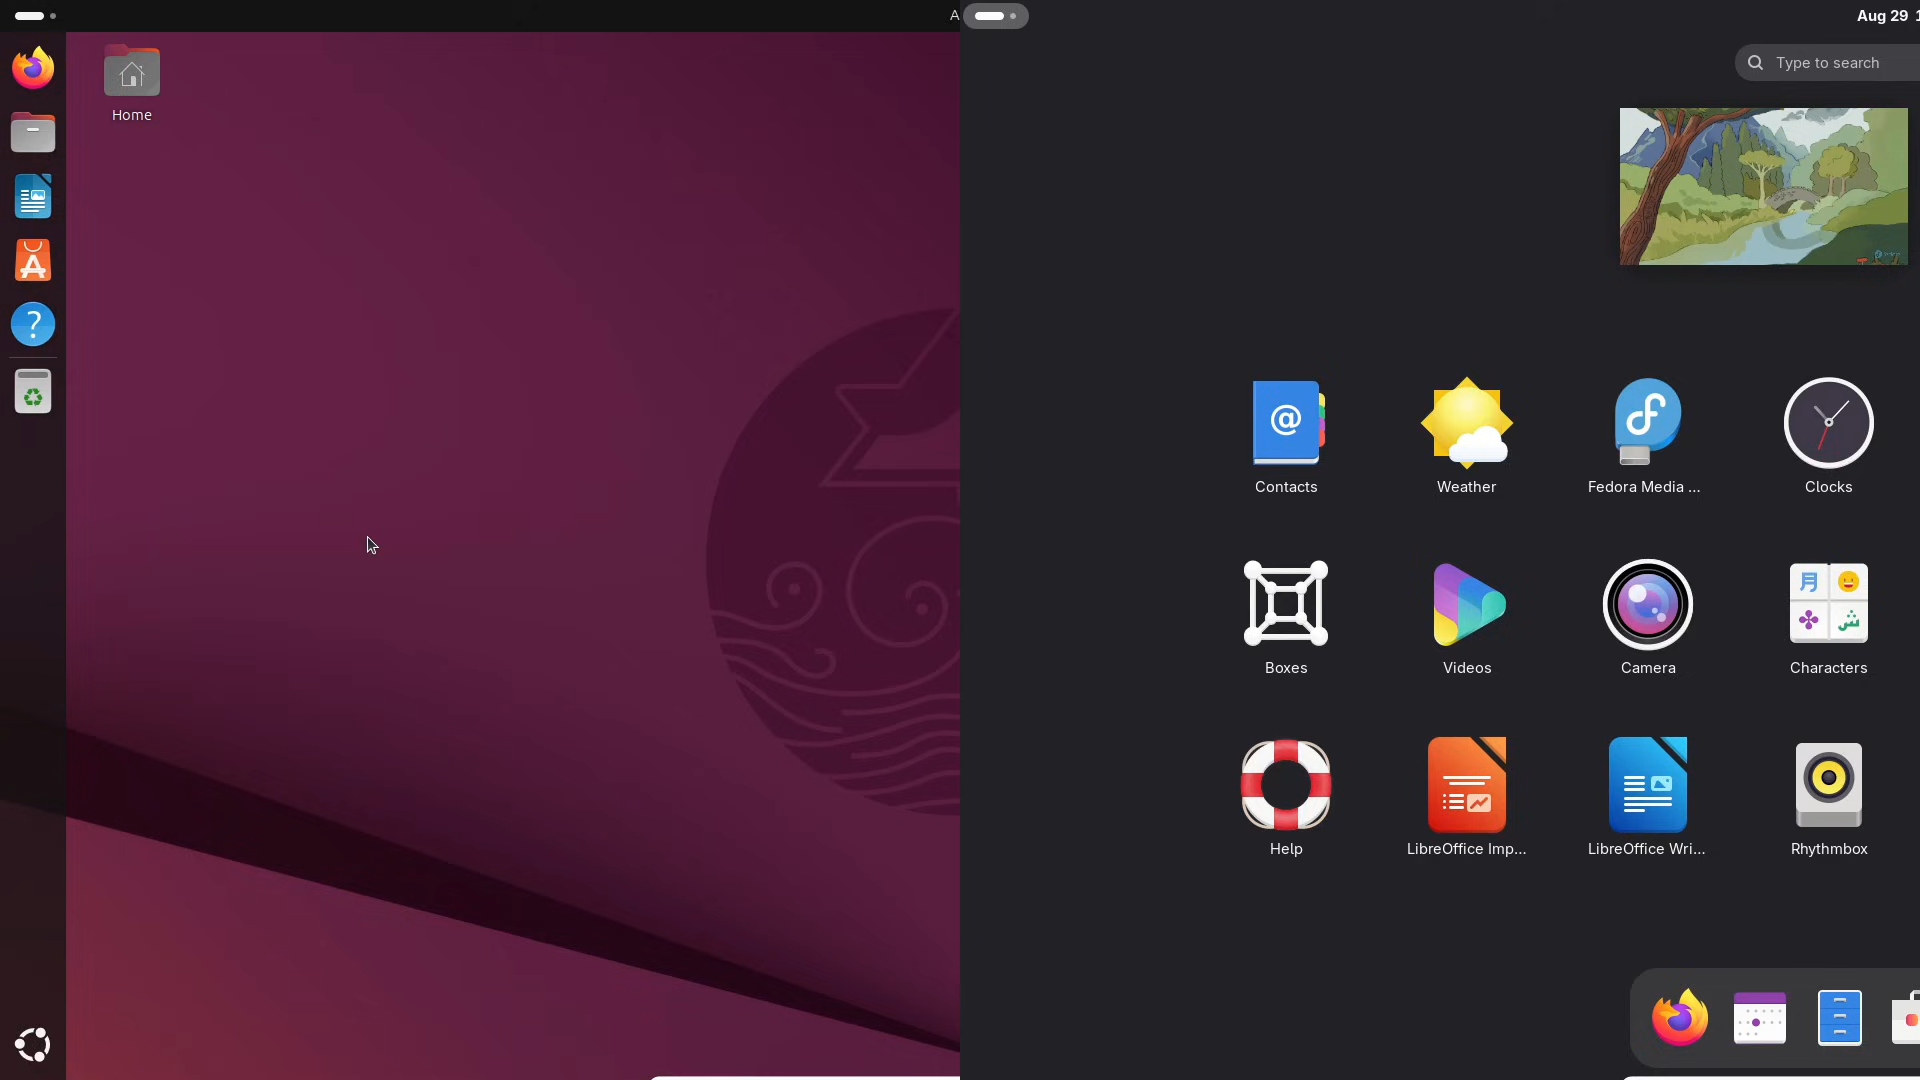 Home
Aug 29
Type to search
Contacts
Weather
Fedora Media ...
Clocks
Boxes
Videos
Camera
Characters
Help
LibreOffice Imp...
LibreOffice Wri...
Rhythmbox